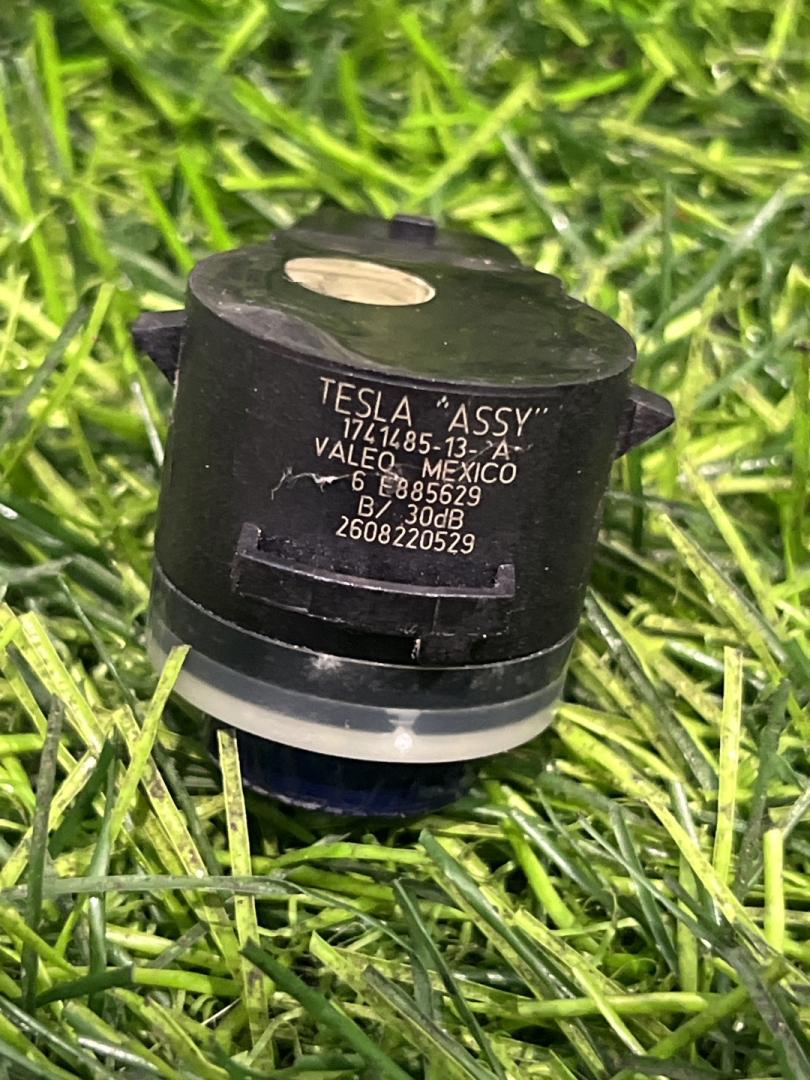 TESLA "ASSY"
1741485-13- A
VALEO MEXICO
6 E885629
B/ 30dB
2608220529